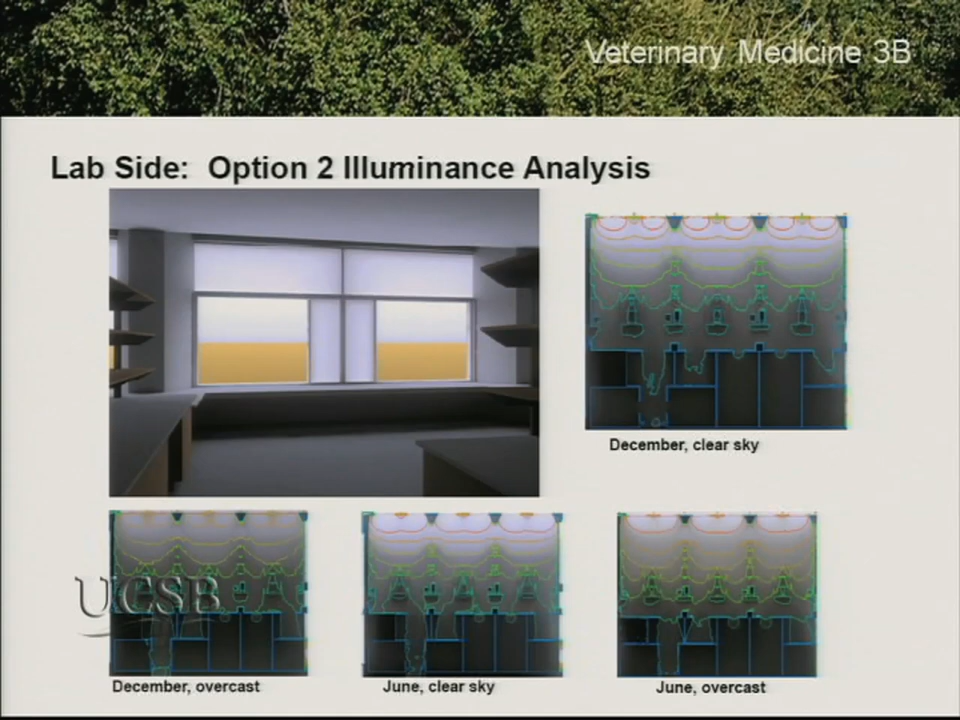 Veterinary Medicine 3B
Lab Side: Option 2 Illuminance Analysis
December, clear sky
UCSB
December, overcast
June, clear sky
June, overcast